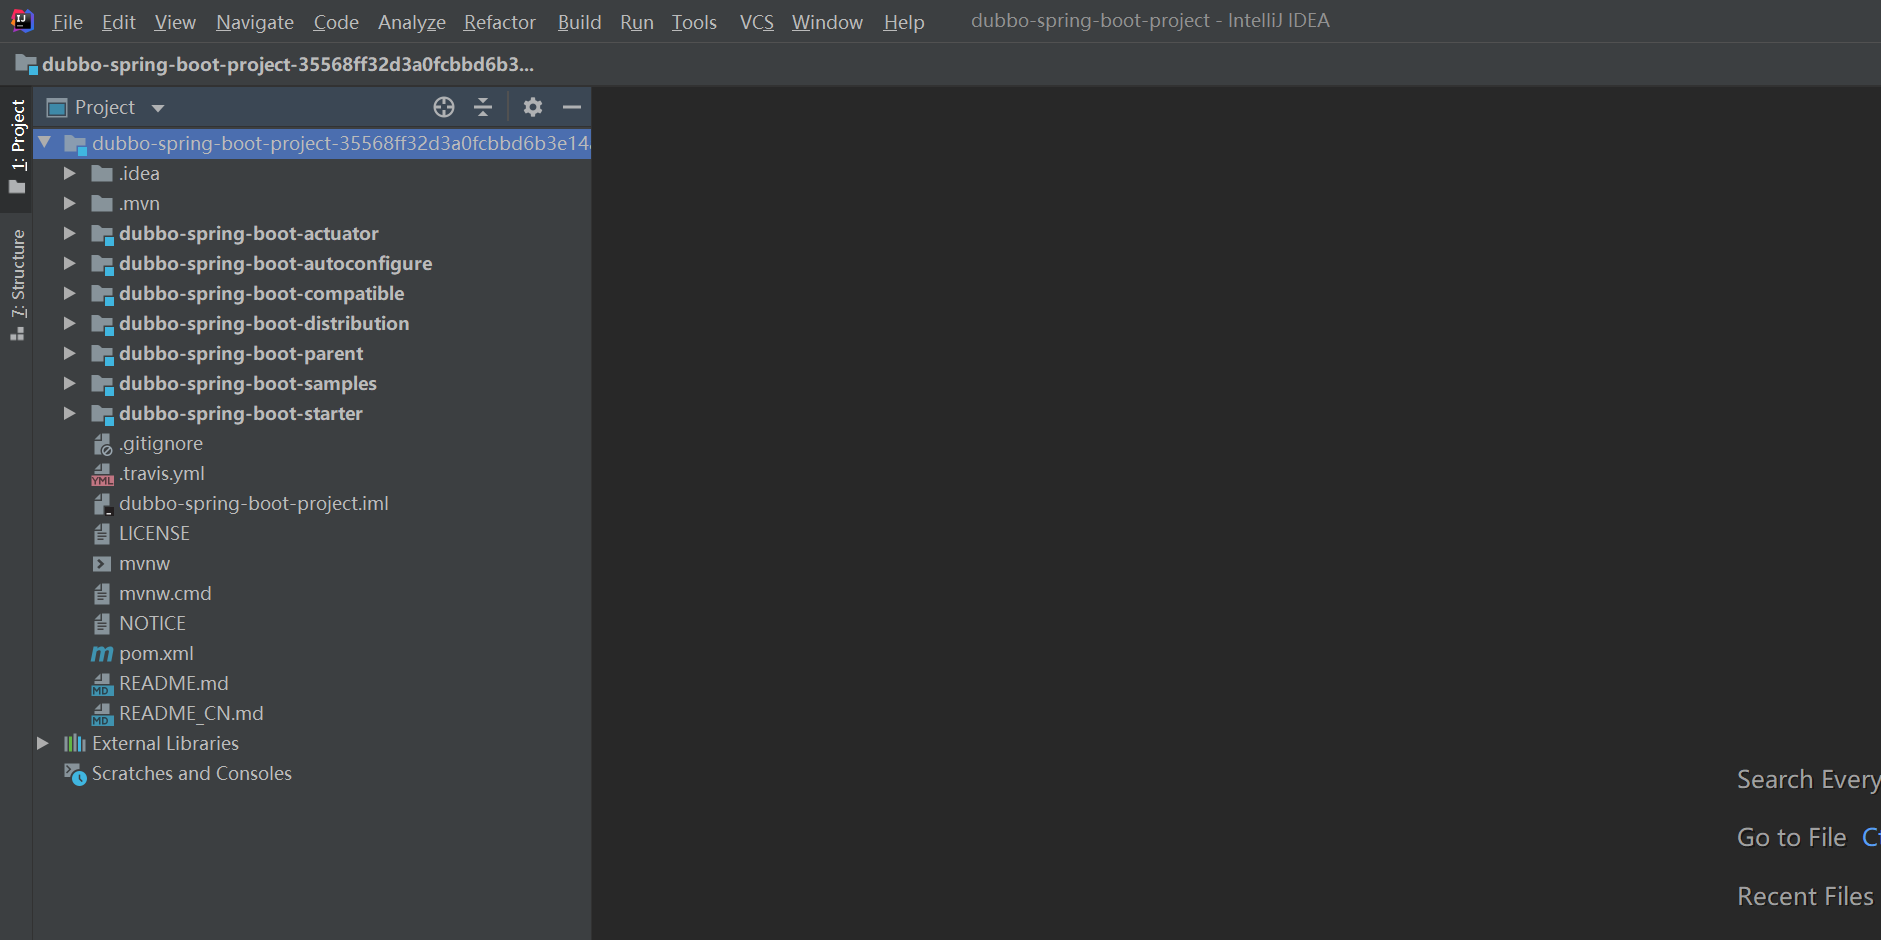 File Edit View Navigate Code Analyze Refactor Build Run Tools VCS Window Help dubbo-spring-boot-project - IntelliJ IDEA
dubbo-spring-boot-project-35568ff32d3a0fcbbd6b3...
1: Project
7: Structure
Project
dubbo-spring-boot-project-35568ff32d3a0fcbbd6b3e14
.idea
.mvn
dubbo-spring-boot-actuator
dubbo-spring-boot-autoconfigure
dubbo-spring-boot-compatible
dubbo-spring-boot-distribution
dubbo-spring-boot-parent
dubbo-spring-boot-samples
dubbo-spring-boot-starter
.gitignore
.travis.yml
dubbo-spring-boot-project.iml
LICENSE
mvnw
mvnw.cmd
NOTICE
pom.xml
README.md
README_CN.md
External Libraries
Scratches and Consoles
Search Every
Go to File Ct
Recent Files